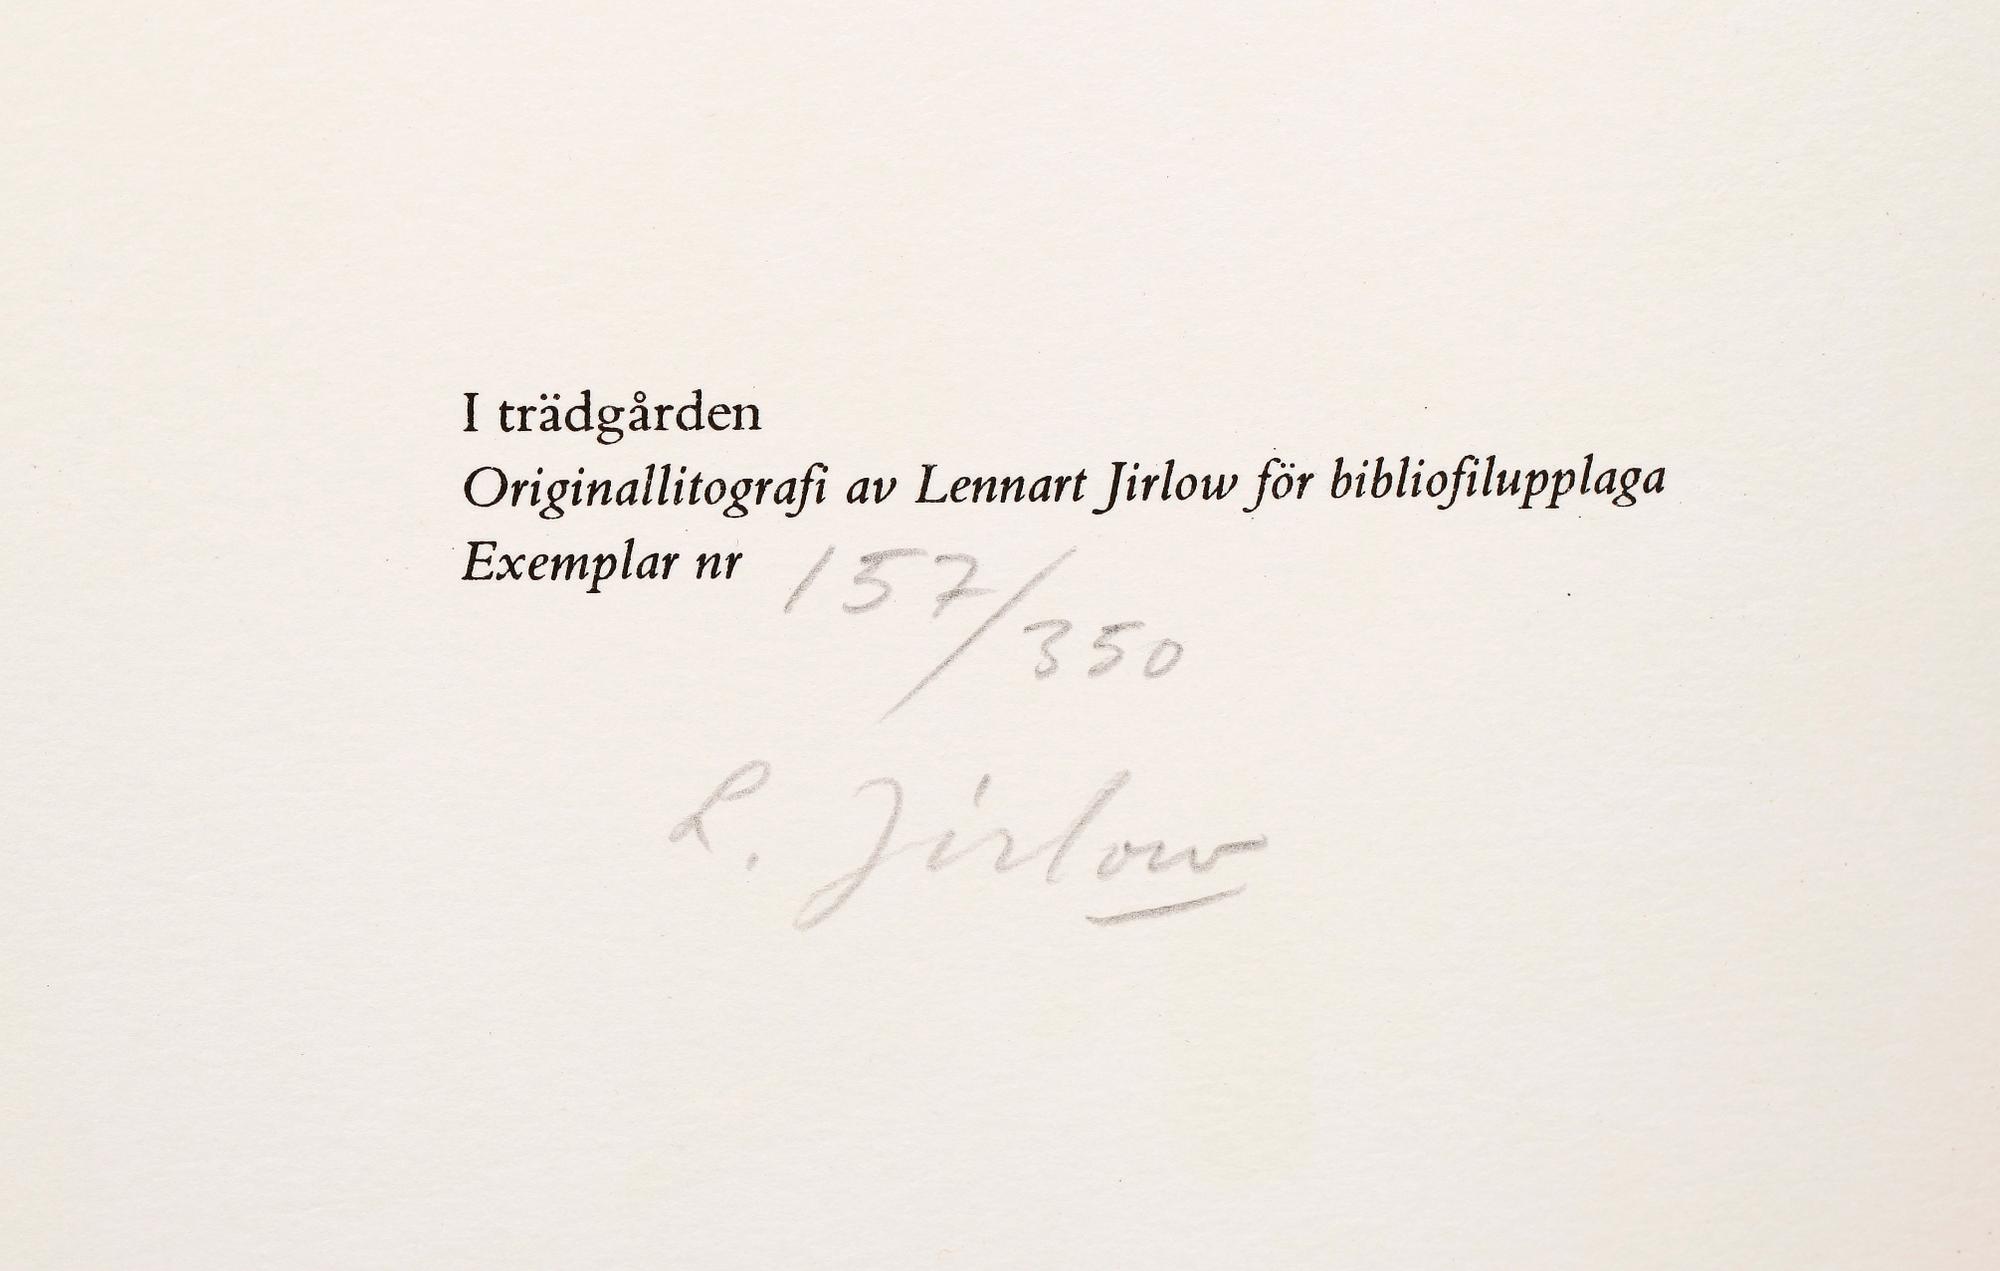 I trädgården
Originallitografi av Lennart Jirlow för bibliofilupplaga
Exemplar nr 157/350
L. Jirlow